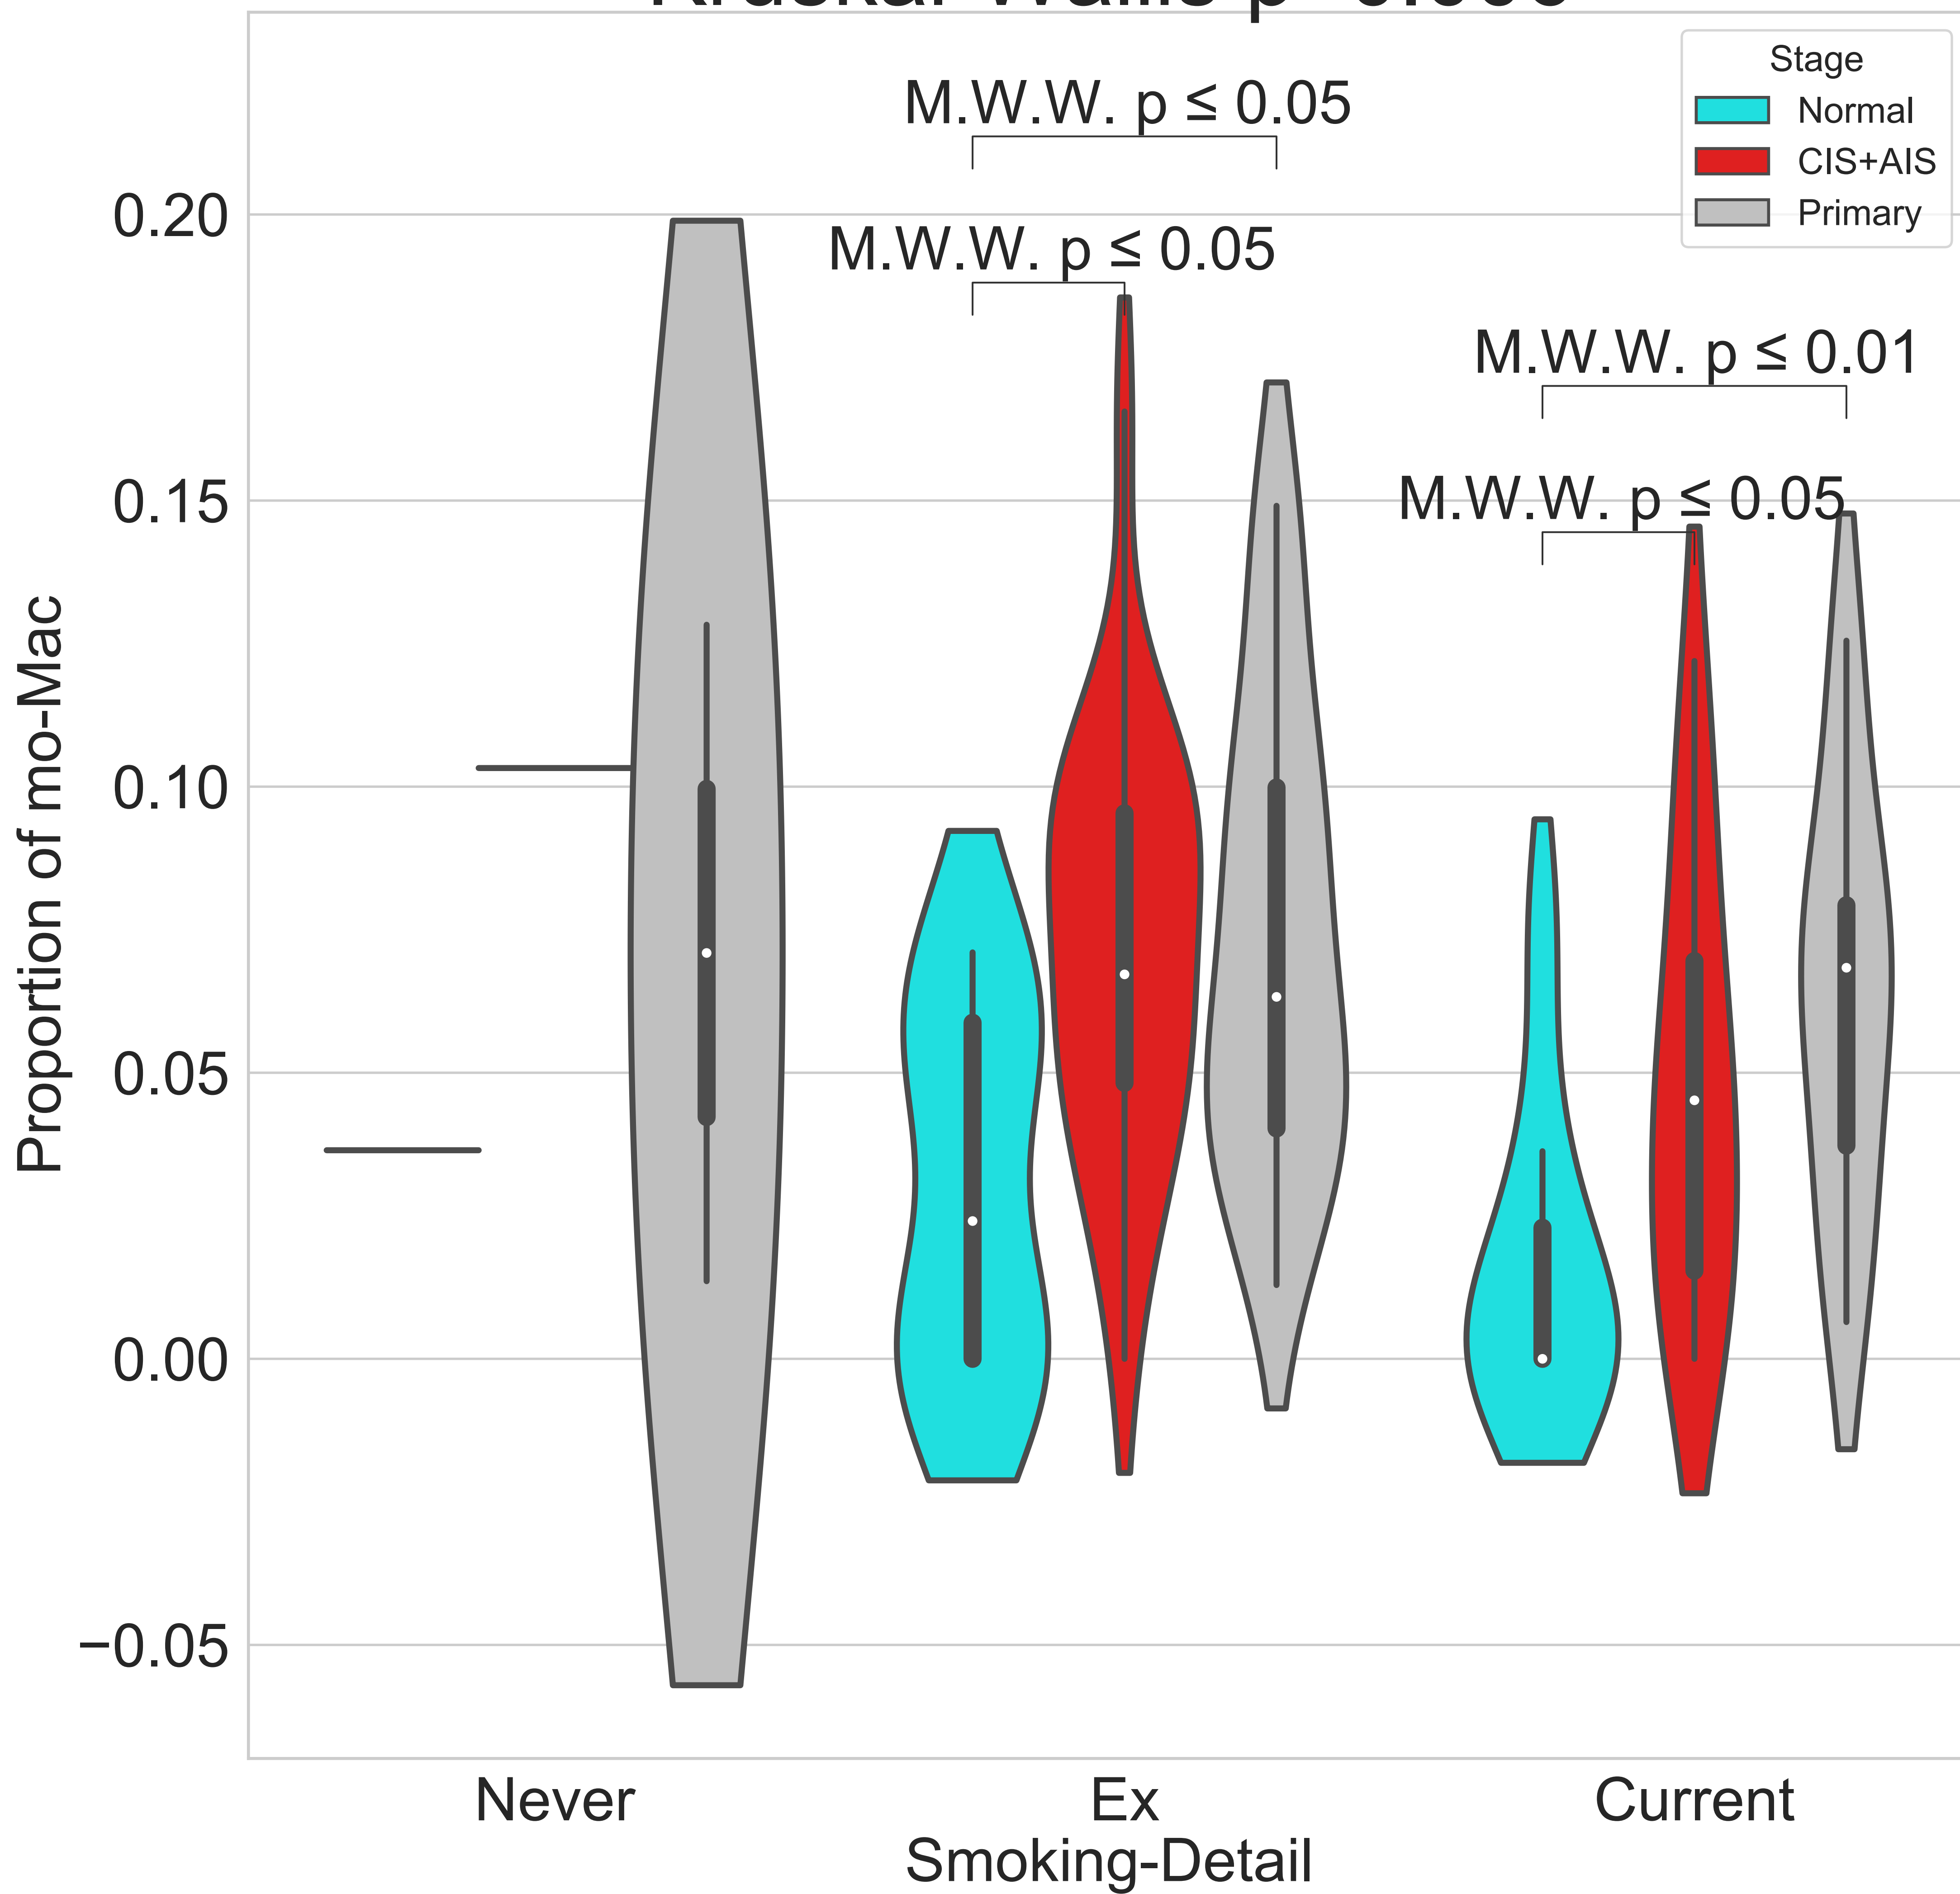 M.W.W. p ≤ 0.05
M.W.W. p ≤ 0.05
M.W.W. p ≤ 0.01
M.W.W. p ≤ 0.05
Stage
Normal
CIS+AIS
Primary
0.20
0.15
0.10
0.05
0.00
−0.05
Proportion of mo-Mac
Never
Ex
Current
Smoking-Detail